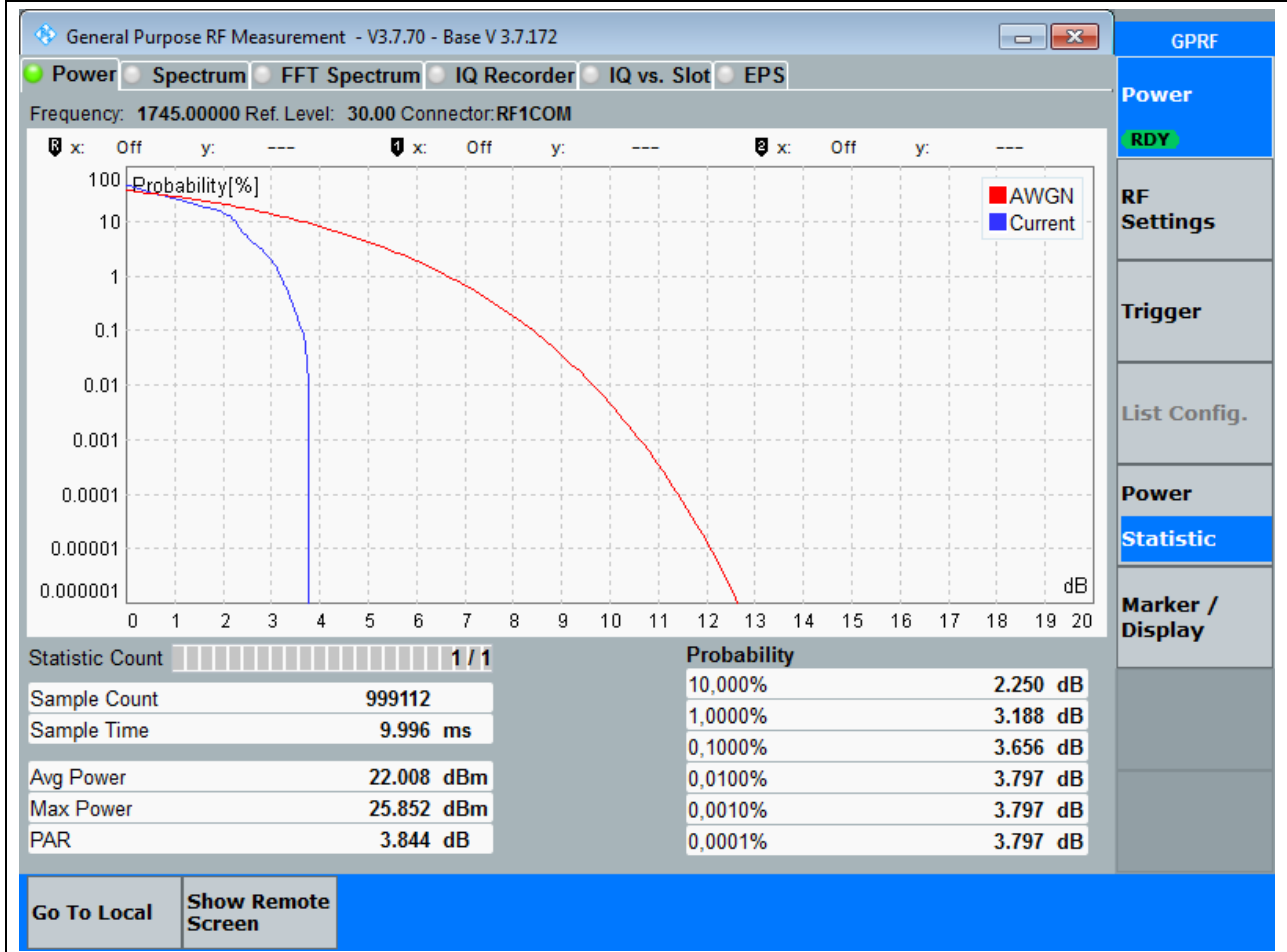 General Purpose RF Measurement - V3.7.70 - Base V 3.7.172
GPRF
Power Spectrum FFT Spectrum IQ Recorder IQ vs. Slot EPS
Frequency: 1745.00000 Ref. Level: 30.00 Connector: RF1COM
R x: Off y: --- 1 x: Off y: --- 2 x: Off y: ---
Probability[%]
100
10
1
0.1
0.01
0.001
0.0001
0.00001
0.000001
AWGN
Current
dB
0 1 2 3 4 5 6 7 8 9 10 11 12 13 14 15 16 17 18 19 20
Statistic Count 1 / 1
Sample Count 999112
Sample Time 9.996 ms
Avg Power 22.008 dBm
Max Power 25.852 dBm
PAR 3.844 dB
Probability
10,000% 2.250 dB
1,0000% 3.188 dB
0,1000% 3.656 dB
0,0100% 3.797 dB
0,0010% 3.797 dB
0,0001% 3.797 dB
Power
RDY
RF
Settings
Trigger
List Config.
Power
Statistic
Marker /
Display
Go To Local
Show Remote
Screen